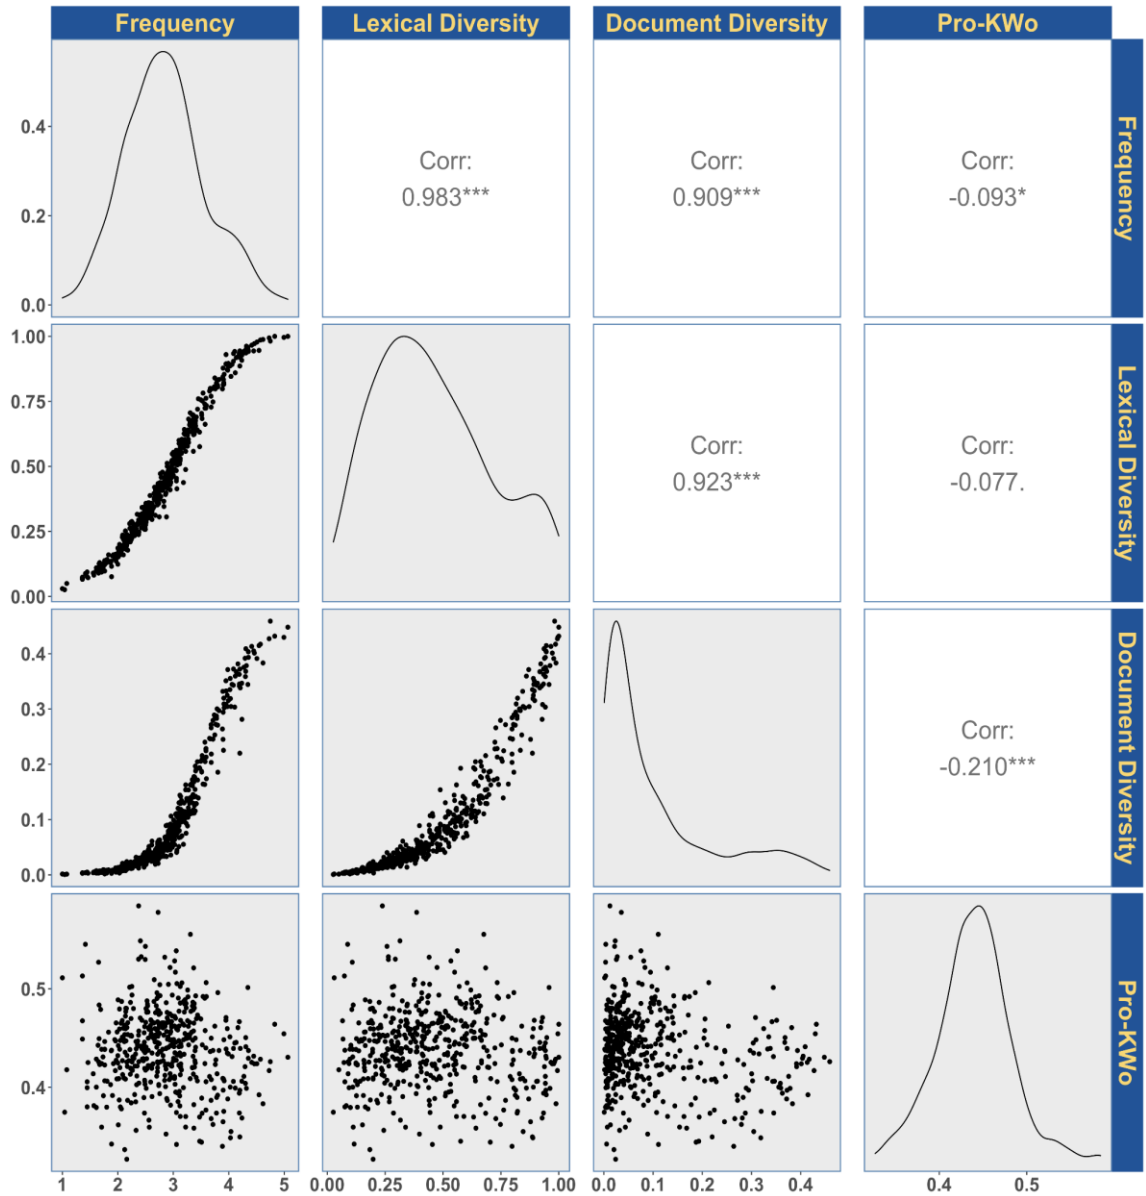 Frequency Lexical Diversity Document Diversity Pro-KWo
0.4
0.2
0.0
Corr:
0.983***
Corr:
0.909***
Corr:
-0.093*
Frequency
1.00
0.75
0.50
0.25
0.00
Corr:
0.923***
Corr:
-0.077.
Lexical Diversity
0.4
0.3
0.2
0.1
0.0
Corr:
-0.210***
Document Diversity
0.5
0.4
Pro-KWo
1 2 3 4 5 0.00 0.25 0.50 0.75 1.00 0.0 0.1 0.2 0.3 0.4 0.4 0.5